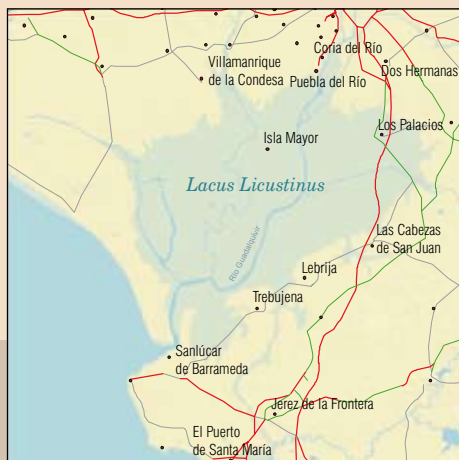 Coria del Río
Villamanrique
de la Condesa
Puebla del Río
Dos Hermanas
Los Palacios
Isla Mayor
Lacus Licustinus
Río Guadalquivir
Las Cabezas
de San Juan
Lebrija
Trebujena
Sanlúcar
de Barrameda
Jerez de la Frontera
El Puerto
de Santa María